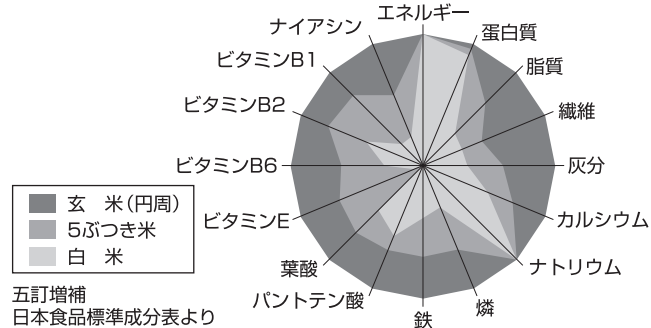 エネルギー
蛋白質
脂質
繊維
灰分
カルシウム
ナトリウム
燐
鉄
パントテン酸
葉酸
ビタミンE
ビタミンB6
ビタミンB2
ビタミンB1
ナイアシン
玄　米（円周）
5ぶつき米
白　米
五訂増補
日本食品標準成分表より